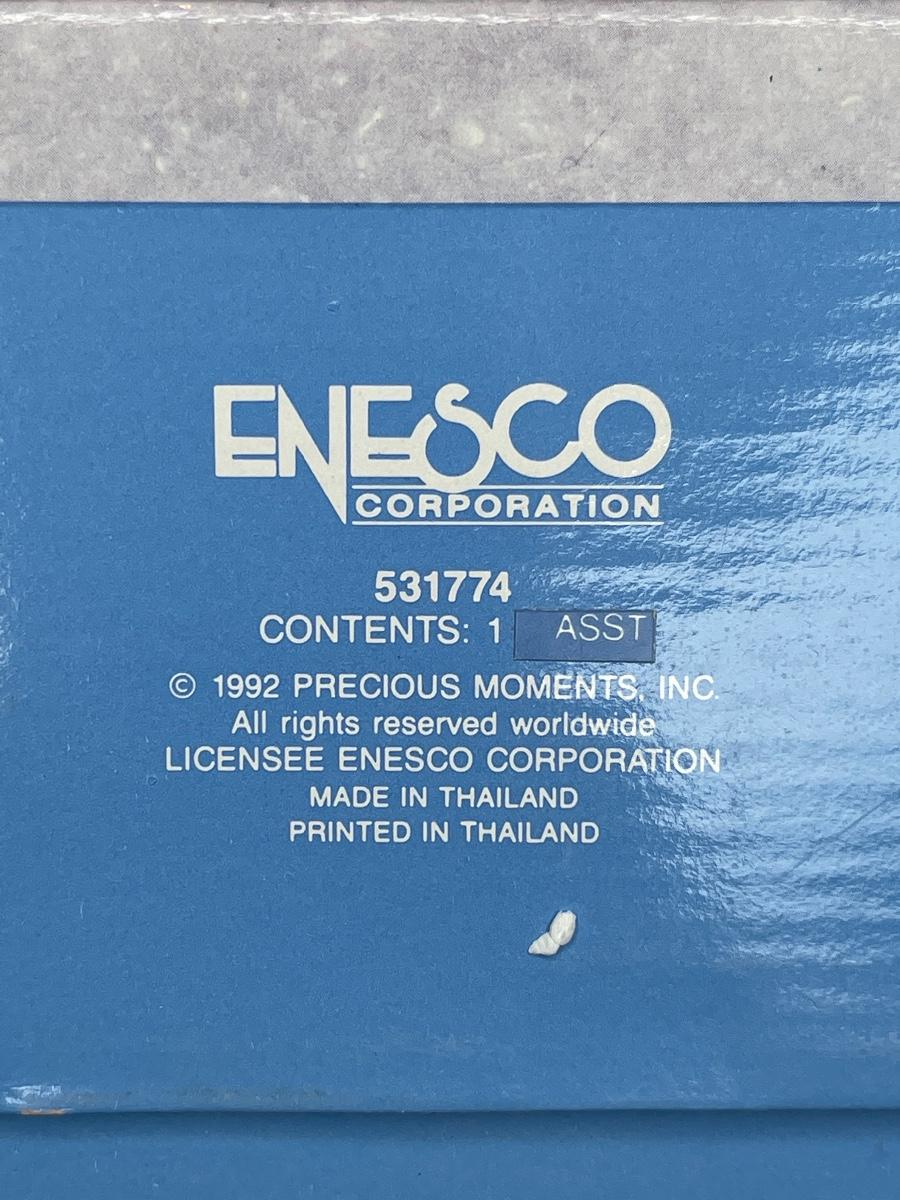 ENESCO
CORPORATION
531774
CONTENTS: 1 ASST
© 1992 PRECIOUS MOMENTS, INC.
All rights reserved worldwide
LICENSEE ENESCO CORPORATION
MADE IN THAILAND
PRINTED IN THAILAND